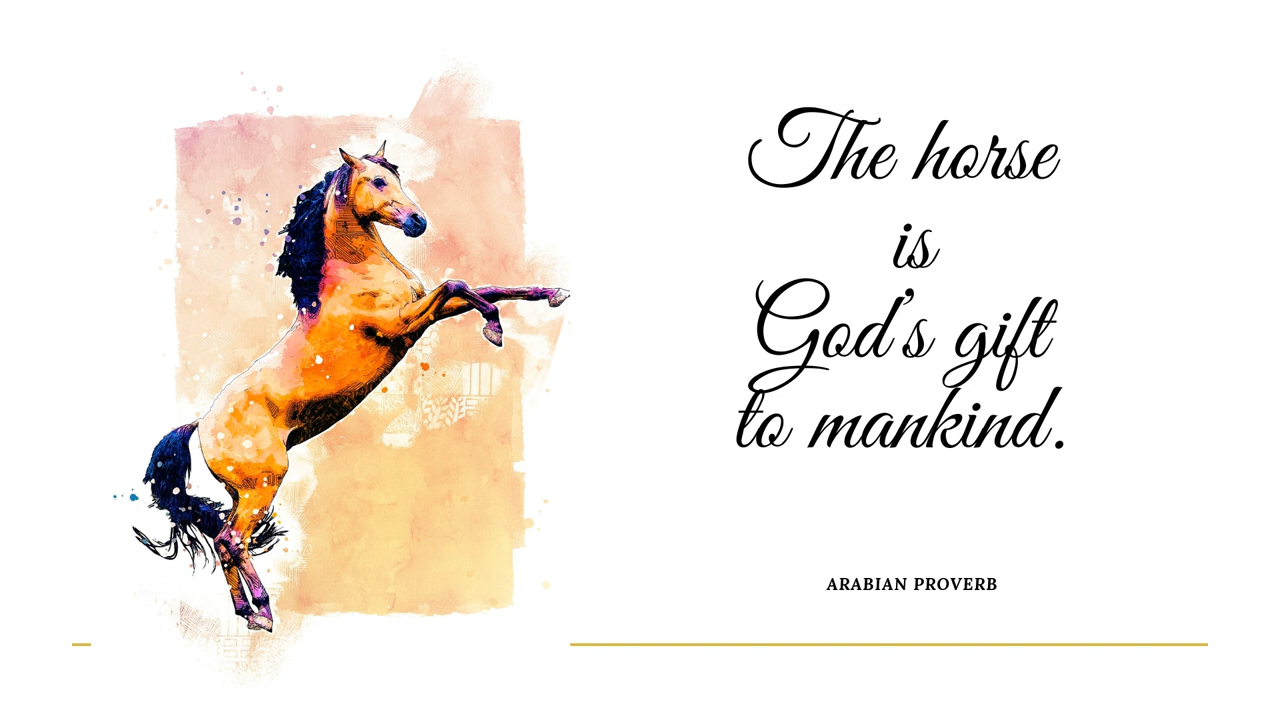 The horse
is
God's gift
to mankind.
ARABIAN PROVERB